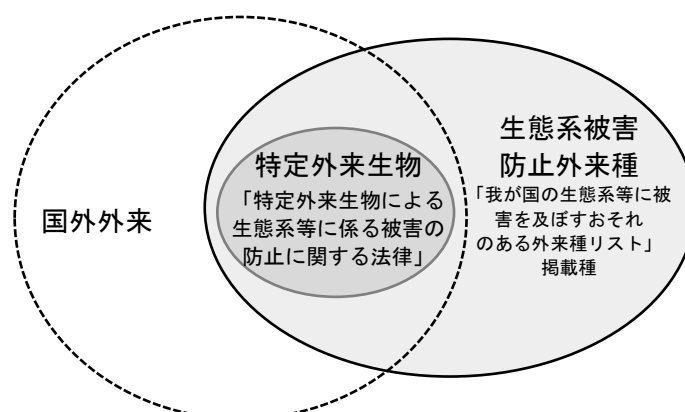 国外外来
特定外来生物
「特定外来生物による
生態系等に係る被害の
防止に関する法律」
生態系被害
防止外来種
「我が国の生態系等に被
害を及ぼすおそれ
のある外来種リスト」
掲載種